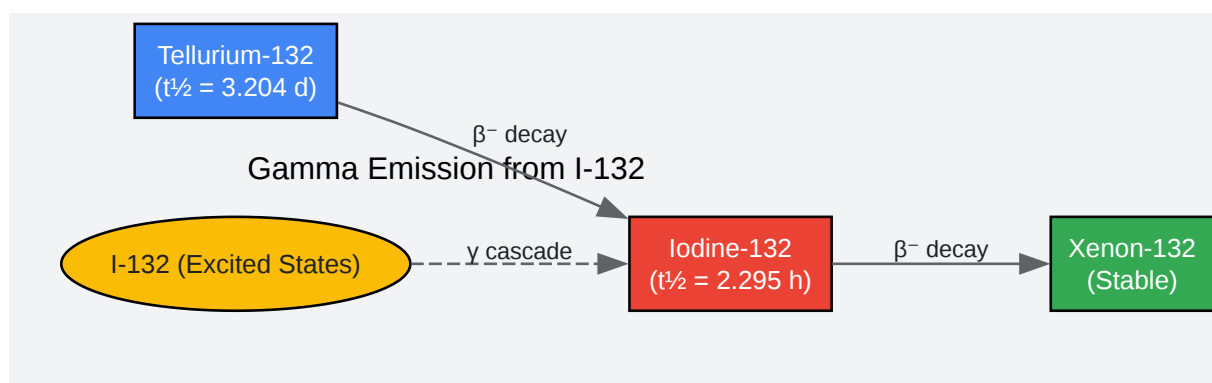 Tellurium-132
(t½ = 3.204 d)
β⁻ decay
Gamma Emission from I-132
I-132 (Excited States)
γ cascade
Iodine-132
(t½ = 2.295 h)
β⁻ decay
Xenon-132
(Stable)